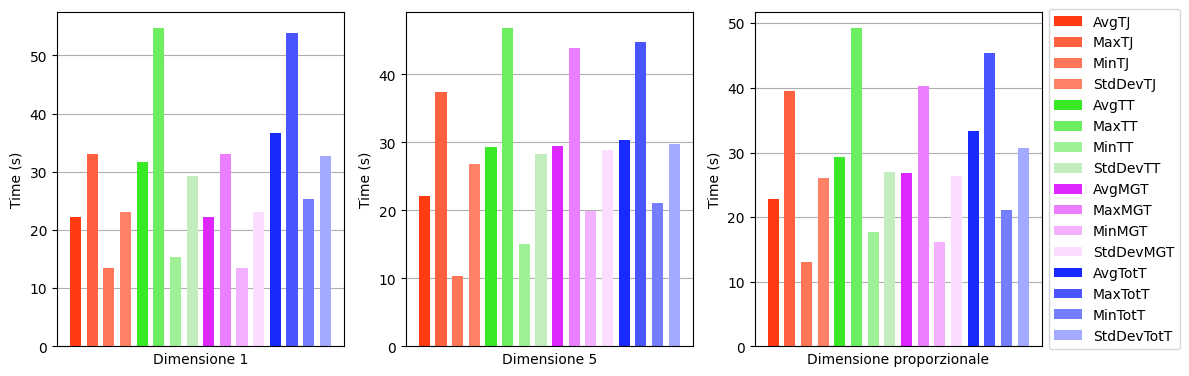 Time (s)
50
40
30
20
10
0
Dimensione 1
Time (s)
40
30
20
10
0
Dimensione 5
Time (s)
50
40
30
20
10
0
Dimensione proporzionale
AvgTJ
MaxTJ
MinTJ
StdDevTJ
AvgTT
MaxTT
MinTT
StdDevTT
AvgMGT
MaxMGT
MinMGT
StdDevMGT
AvgTotT
MaxTotT
MinTotT
StdDevTotT